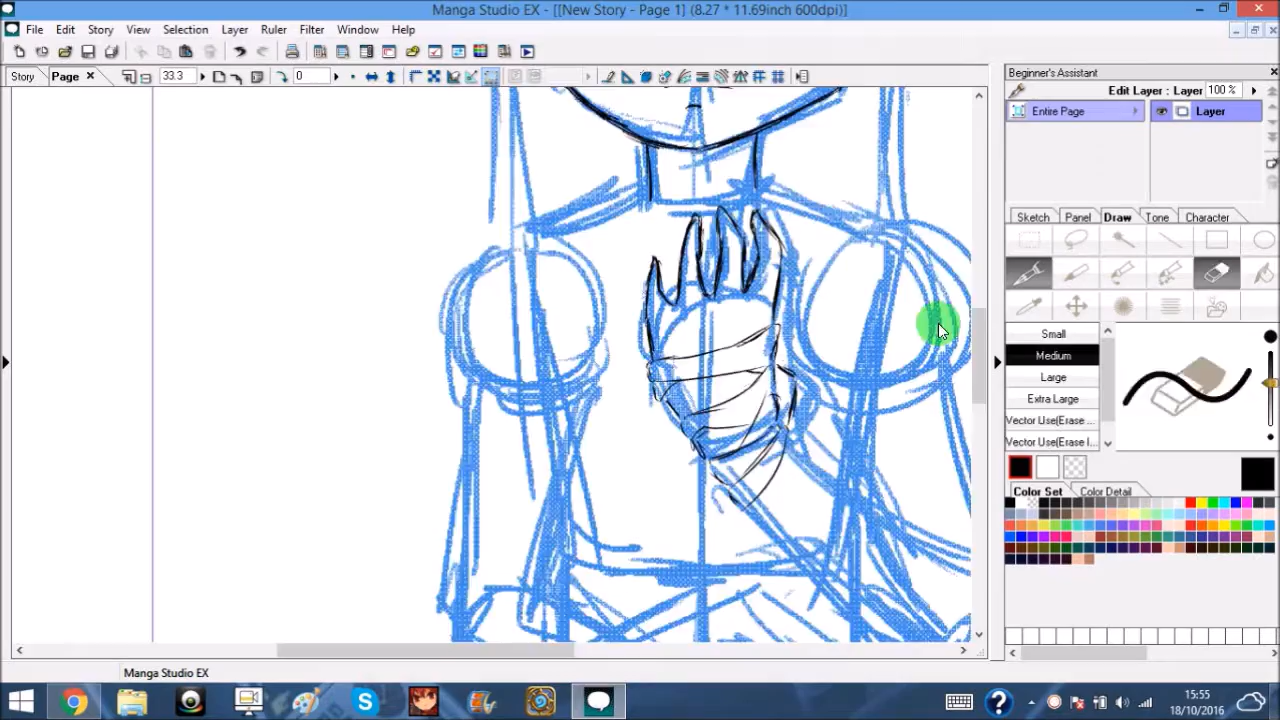 Manga Studio EX - [[New Story - Page 1] (8.27 * 11.69inch 600dpi)]
File Edit Story View Selection Layer Ruler Filter Window Help
Story Page 33.3 0
Beginner's Assistant
Edit Layer : Layer 100 %
Entire Page Layer
Sketch Panel Draw Tone Character
Small
Medium
Large
Extra Large
Vector Use(Erase ...
Vector Use(Erase I...
Color Set Color Detail
Manga Studio EX
15:55
18/10/2016